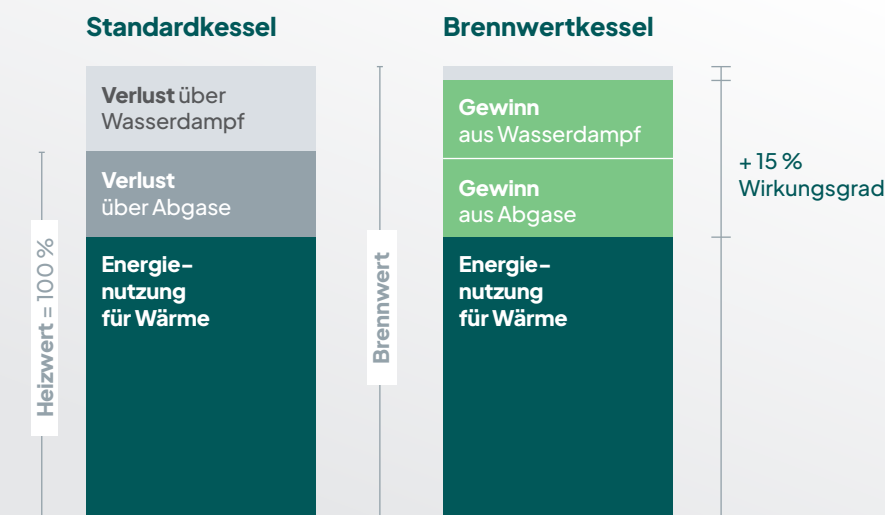 Standardkessel
Verlust über
Wasserdampf
Verlust
über Abgase
Energie-
nutzung
für Wärme
Heizwert = 100 %
Brennwert
Brennwertkessel
Gewinn
aus Wasserdampf
Gewinn
aus Abgase
Energie-
nutzung
für Wärme
+ 15 %
Wirkungsgrad